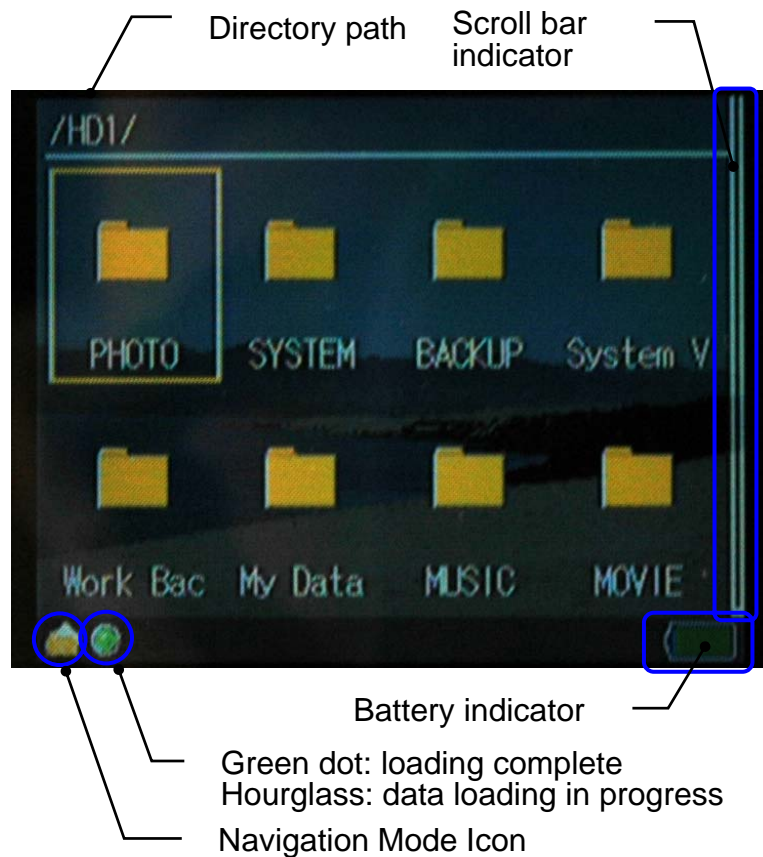 Directory path
Scroll bar
indicator
/HD1/
PHOTO
SYSTEM
BACKUP
System V
Work Bac
My Data
MUSIC
MOVIE
Battery indicator
Green dot: loading complete
Hourglass: data loading in progress
Navigation Mode Icon